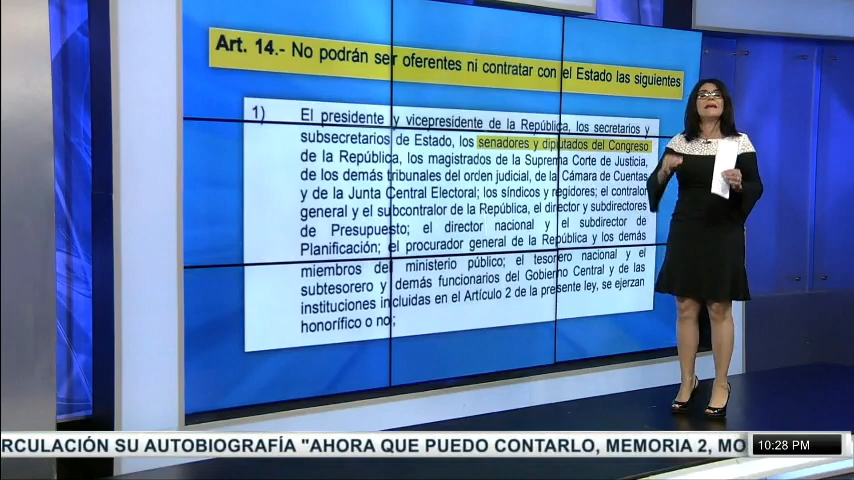 Art. 14.- No podrán ser oferentes ni contratar con el Estado las siguientes
1) El presidente y vicepresidente de la República, los secretarios y
subsecretarios de Estado, los senadores y diputados del Congreso
de la República, los magistrados de la Suprema Corte de Justicia,
de los demás tribunales del orden judicial, de la Cámara de Cuentas
y de la Junta Central Electoral; los síndicos y regidores; el contralor
general y el subcontralor de la República, el director y subdirectores
de Presupuesto; el director nacional y el subdirector de
Planificación; el procurador general de la República y los demás
miembros del ministerio público; el tesorero nacional y el
subtesorero y demás funcionarios del Gobierno Central y de las
instituciones incluidas en el Artículo 2 de la presente ley, se ejerzan
honorífico o no;
RCULACIÓN SU AUTOBIOGRAFÍA "AHORA QUE PUEDO CONTARLO, MEMORIA 2, MO
10:28 PM